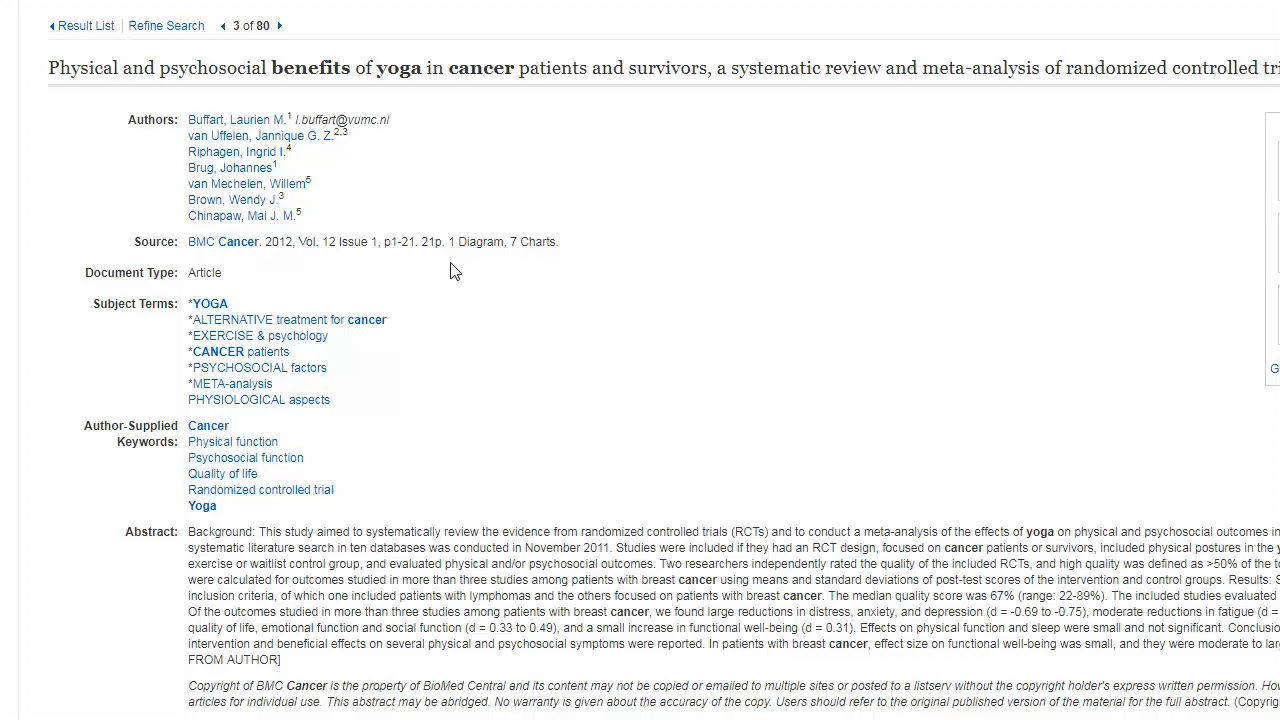 Result List Refine Search 3 of 80
Physical and psychosocial benefits of yoga in cancer patients and survivors, a systematic review and meta-analysis of randomized controlled tri
Authors: Buffart, Laurien M.1 l.buffart@vumc.nl
van Uffelen, Jannique G. Z.2,3
Riphagen, Ingrid I.4
Brug, Johannes1
van Mechelen, Willem5
Brown, Wendy J.3
Chinapaw, Mai J. M.5
Source: BMC Cancer. 2012, Vol. 12 Issue 1, p1-21. 21p. 1 Diagram, 7 Charts.
Document Type: Article
Subject Terms: *YOGA
*ALTERNATIVE treatment for cancer
*EXERCISE & psychology
*CANCER patients
*PSYCHOSOCIAL factors
*META-analysis
PHYSIOLOGICAL aspects
Author-Supplied Cancer
Keywords: Physical function
Psychosocial function
Quality of life
Randomized controlled trial
Yoga
Abstract: Background: This study aimed to systematically review the evidence from randomized controlled trials (RCTs) and to conduct a meta-analysis of the effects of yoga on physical and psychosocial outcomes in
systematic literature search in ten databases was conducted in November 2011. Studies were included if they had an RCT design, focused on cancer patients or survivors, included physical postures in the y
exercise or waitlist control group, and evaluated physical and/or psychosocial outcomes. Two researchers independently rated the quality of the included RCTs, and high quality was defined as >50% of the to
were calculated for outcomes studied in more than three studies among patients with breast cancer using means and standard deviations of post-test scores of the intervention and control groups. Results: S
inclusion criteria, of which one included patients with lymphomas and the others focused on patients with breast cancer. The median quality score was 67% (range: 22-89%). The included studies evaluated
Of the outcomes studied in more than three studies among patients with breast cancer, we found large reductions in distress, anxiety, and depression (d = -0.69 to -0.75), moderate reductions in fatigue (d =
quality of life, emotional function and social function (d = 0.33 to 0.49), and a small increase in functional well-being (d = 0.31). Effects on physical function and sleep were small and not significant. Conclusio
intervention and beneficial effects on several physical and psychosocial symptoms were reported. In patients with breast cancer, effect size on functional well-being was small, and they were moderate to lar
FROM AUTHOR]
Copyright of BMC Cancer is the property of BioMed Central and its content may not be copied or emailed to multiple sites or posted to a listserv without the copyright holder's express written permission. Ho
articles for individual use. This abstract may be abridged. No warranty is given about the accuracy of the copy. Users should refer to the original published version of the material for the full abstract. (Copyrig
G